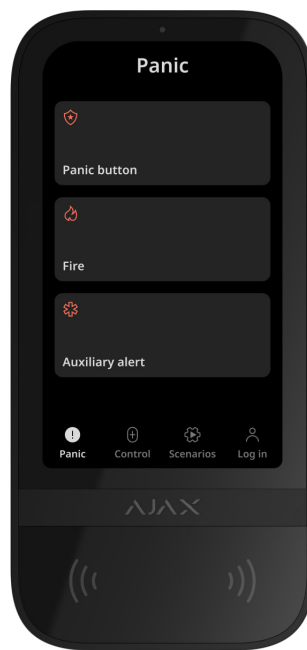 Panic
Panic button
Fire
Auxiliary alert
Panic Control Scenarios Log in
AJAX